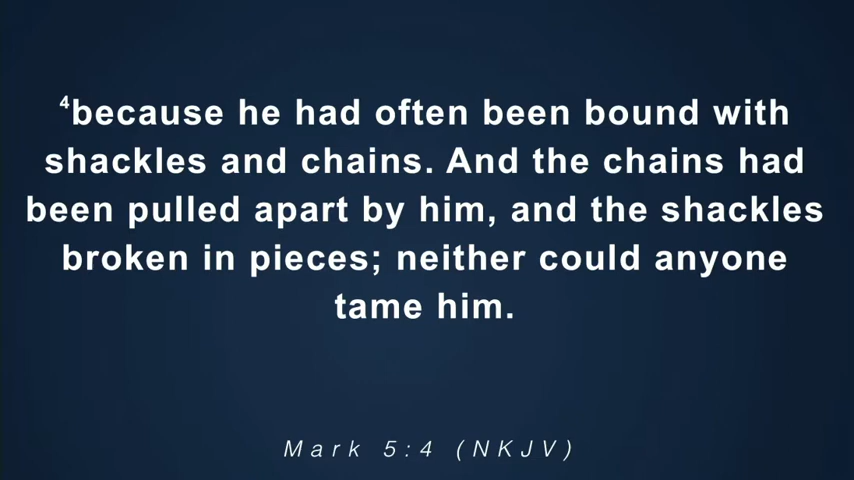 ⁴because he had often been bound with
shackles and chains. And the chains had
been pulled apart by him, and the shackles
broken in pieces; neither could anyone
tame him.
Mark 5:4 (NKJV)